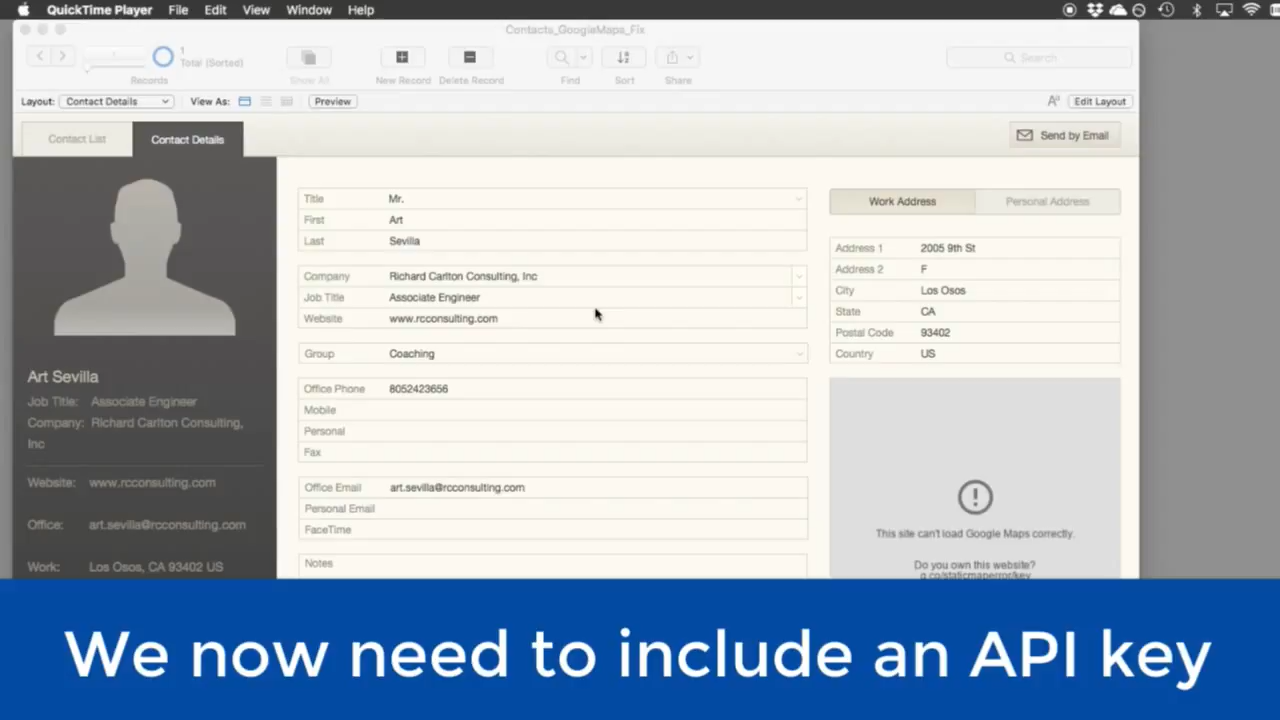 QuickTime Player File Edit View Window Help
Contacts_GoogleMaps_Fix
1
1
Total (Sorted)
Records
Show All
New Record
Delete Record
Find
Sort
Share
Search
Layout: Contact Details View As: Preview Aa Edit Layout
Contact List Contact Details Send by Email
Title Mr.
First Art
Last Sevilla
Company Richard Carlton Consulting, Inc
Job Title Associate Engineer
Website www.rcconsulting.com
Group Coaching
Office Phone 8052423656
Mobile
Personal
Fax
Office Email art.sevilla@rcconsulting.com
Personal Email
FaceTime
Notes
Work Address Personal Address
Address 1 2005 9th St
Address 2 F
City Los Osos
State CA
Postal Code 93402
Country US
This site can't load Google Maps correctly.
Do you own this website?
g.co/staticmaperror/key
Art Sevilla
Job Title: Associate Engineer
Company: Richard Carlton Consulting,
Inc
Website: www.rcconsulting.com
Office: art.sevilla@rcconsulting.com
Work: Los Osos, CA 93402 US
We now need to include an API key